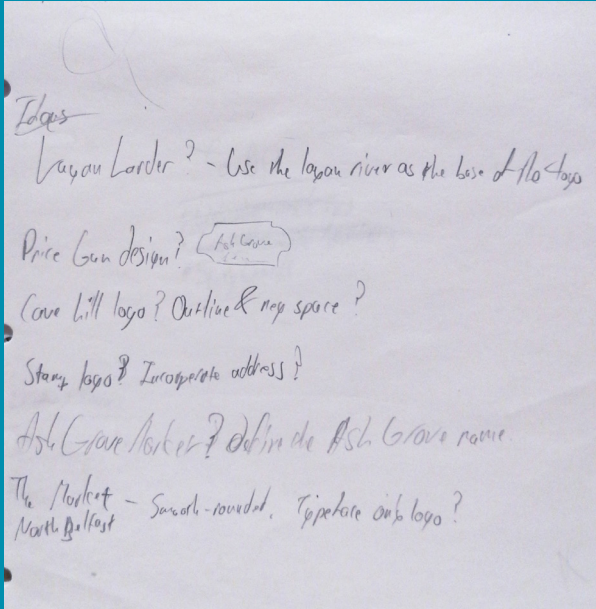 Ideas
Lagan Larder? - Use the lagan river as the base of the logo
Price Gun design? Ash Grove
Cave hill logo? Outline & neg space?
Stamp logo? Incorporate address?
Ash Grove Market? define the Ash Grove name.
The Market - Smooth-rounded, Typeface only logo?
North Belfast